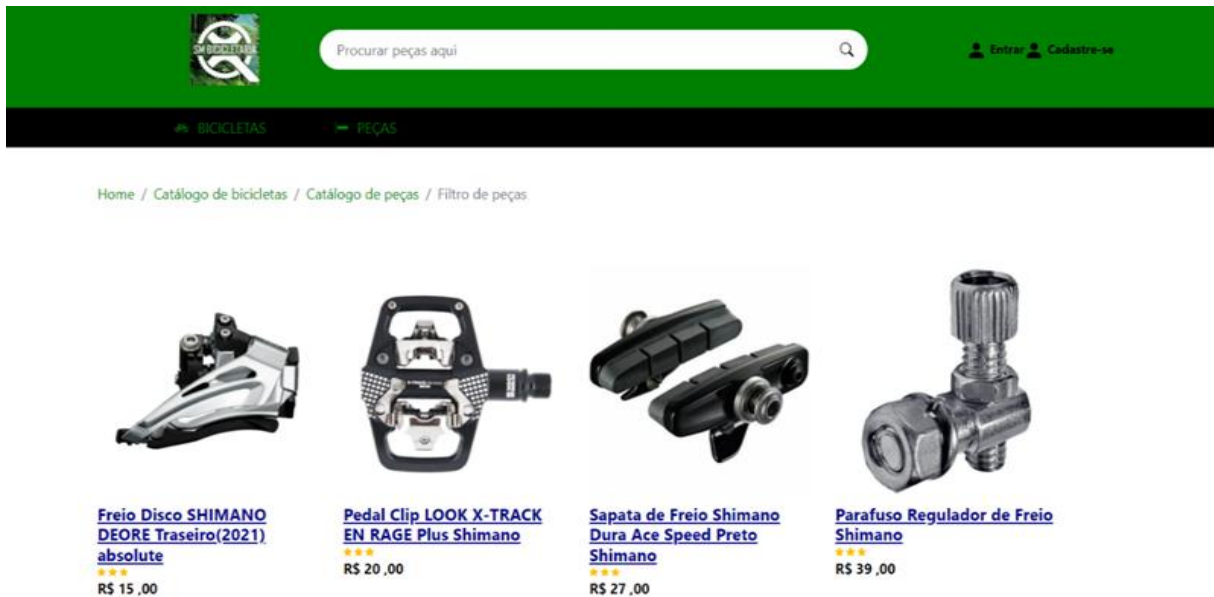 SM BICICLETARIA
Procurar peças aqui
Entrar Cadastre-se
BICICLETAS PEÇAS
Home / Catálogo de bicicletas / Catálogo de peças / Filtro de peças
Freio Disco SHIMANO
DEORE Traseiro(2021)
absolute
R$ 15 ,00
Pedal Clip LOOK X-TRACK
EN RAGE Plus Shimano
R$ 20 ,00
Sapata de Freio Shimano
Dura Ace Speed Preto
Shimano
R$ 27 ,00
Parafuso Regulador de Freio
Shimano
R$ 39 ,00